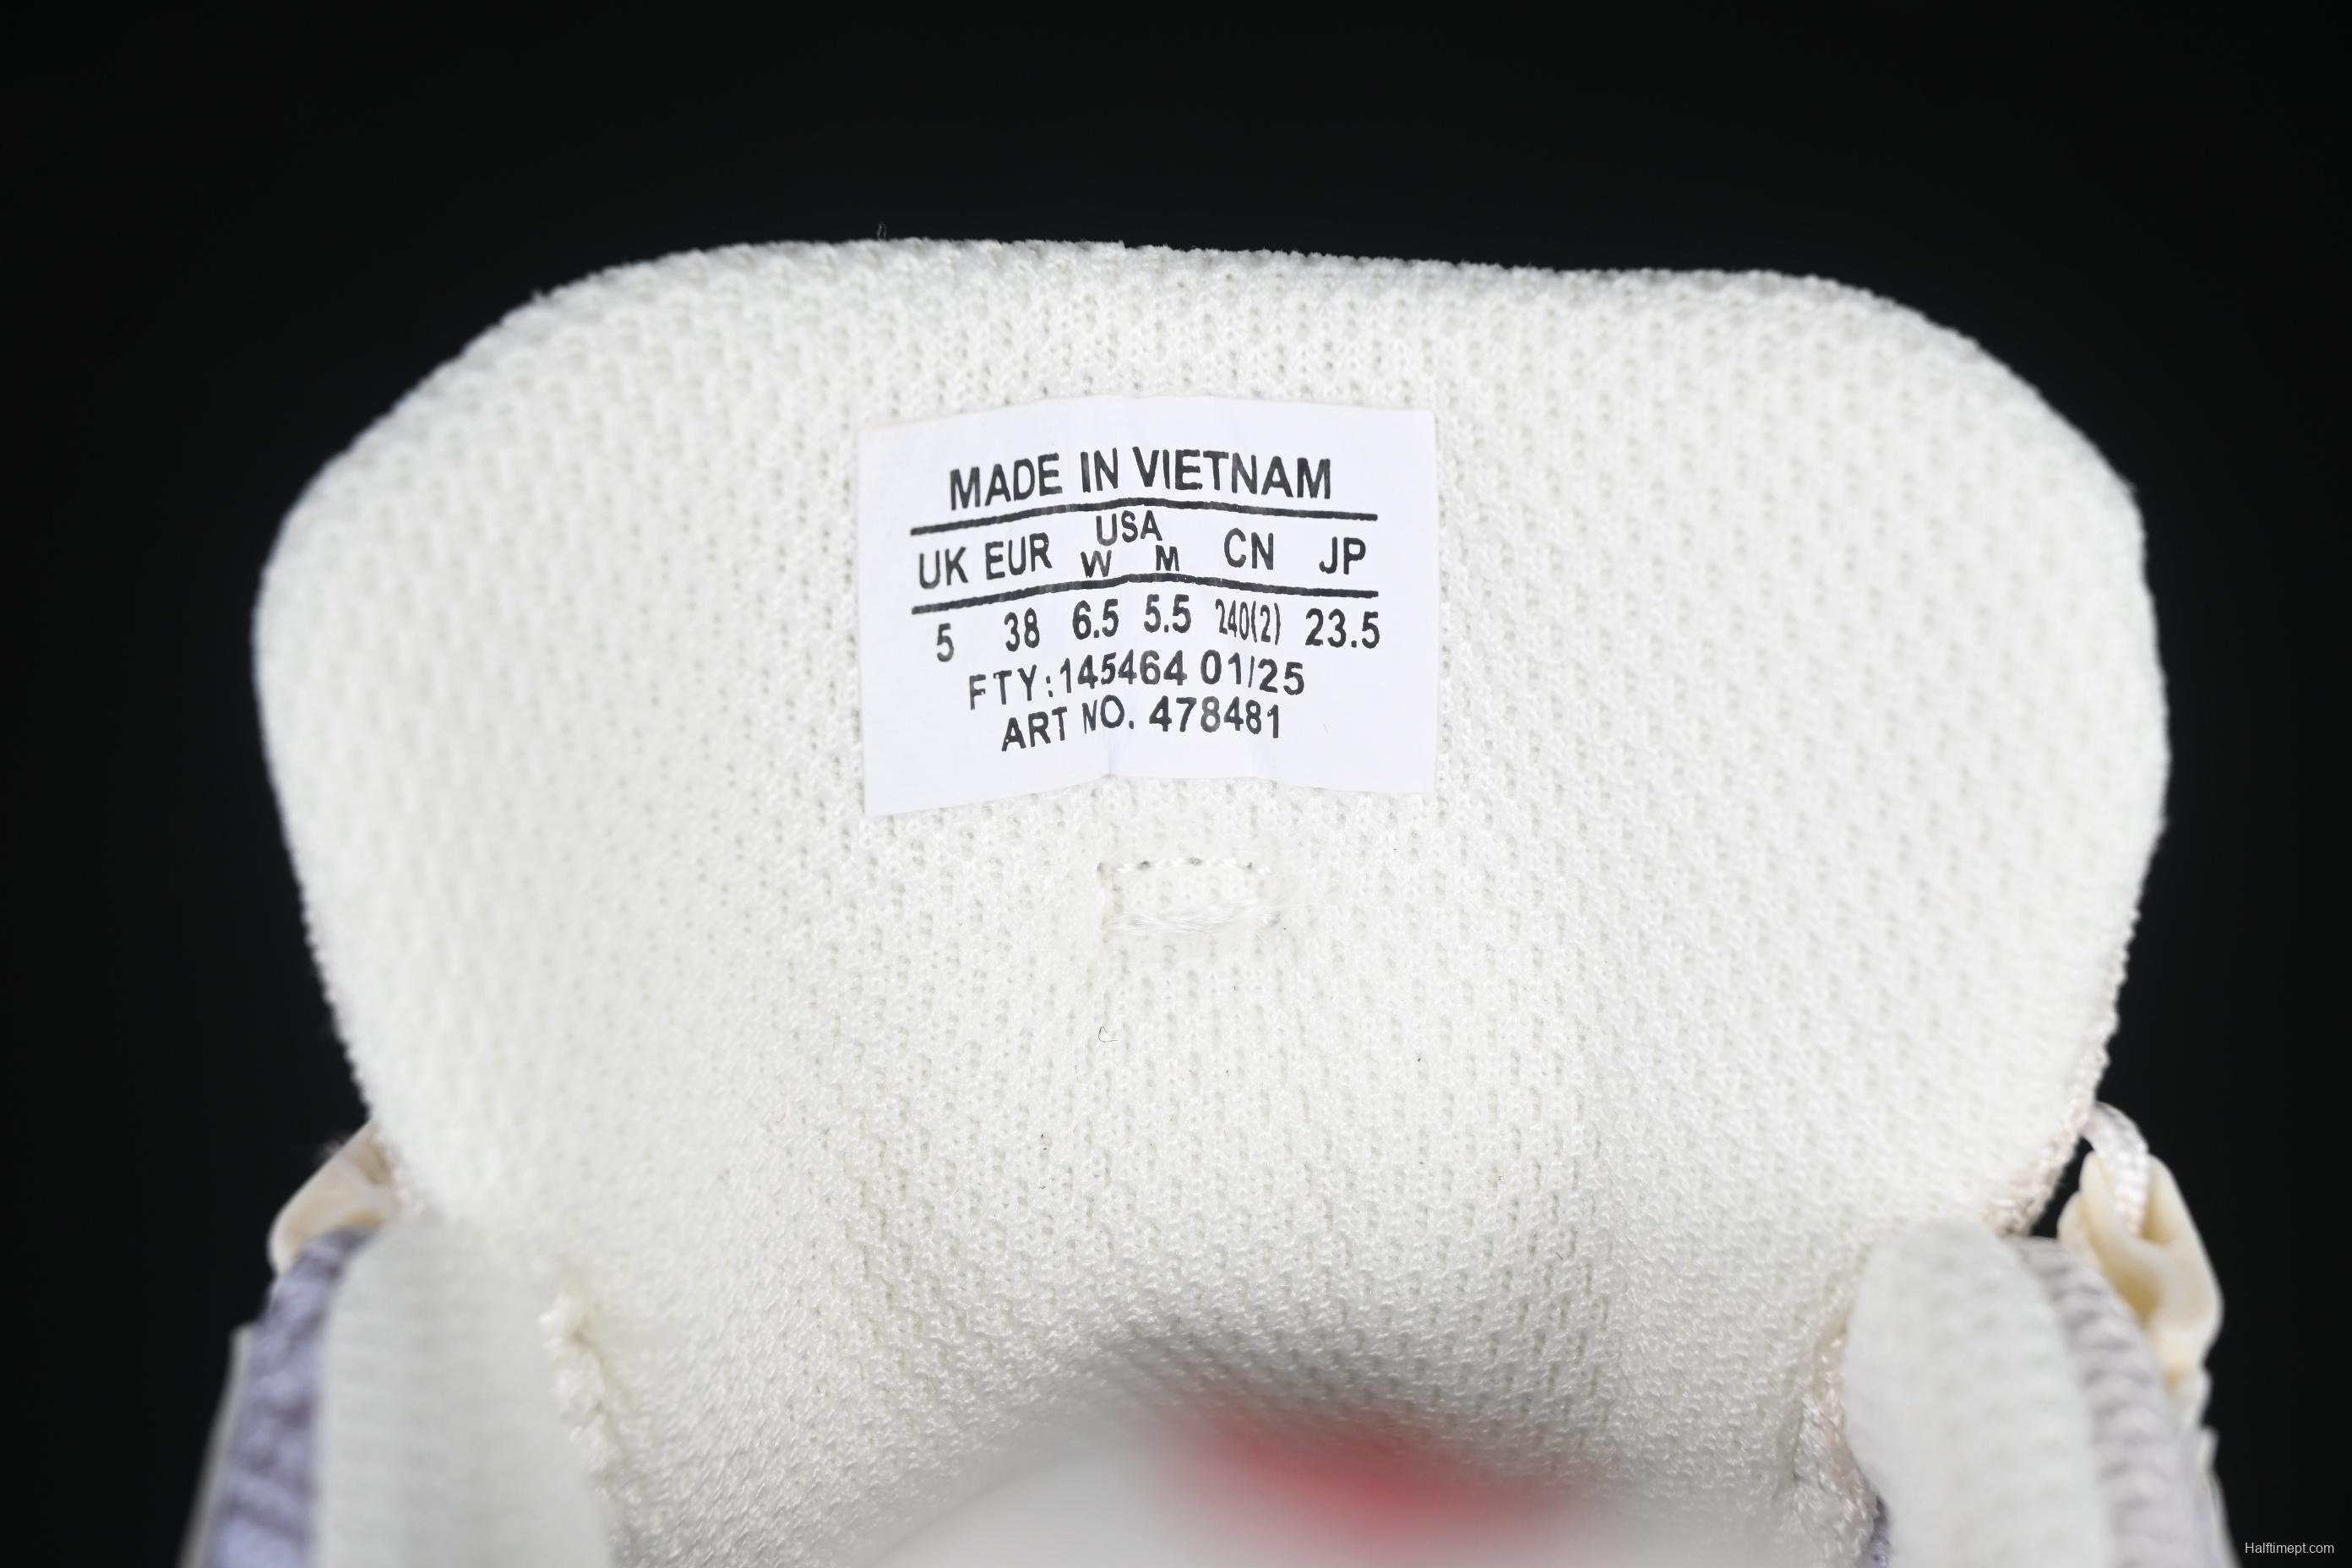 MADE IN VIETNAM
USA
UK EUR W M CN JP
5 38 6.5 5.5 240(2) 23.5
FTY:145464 01/25
ART NO. 478481
Halftimept.com